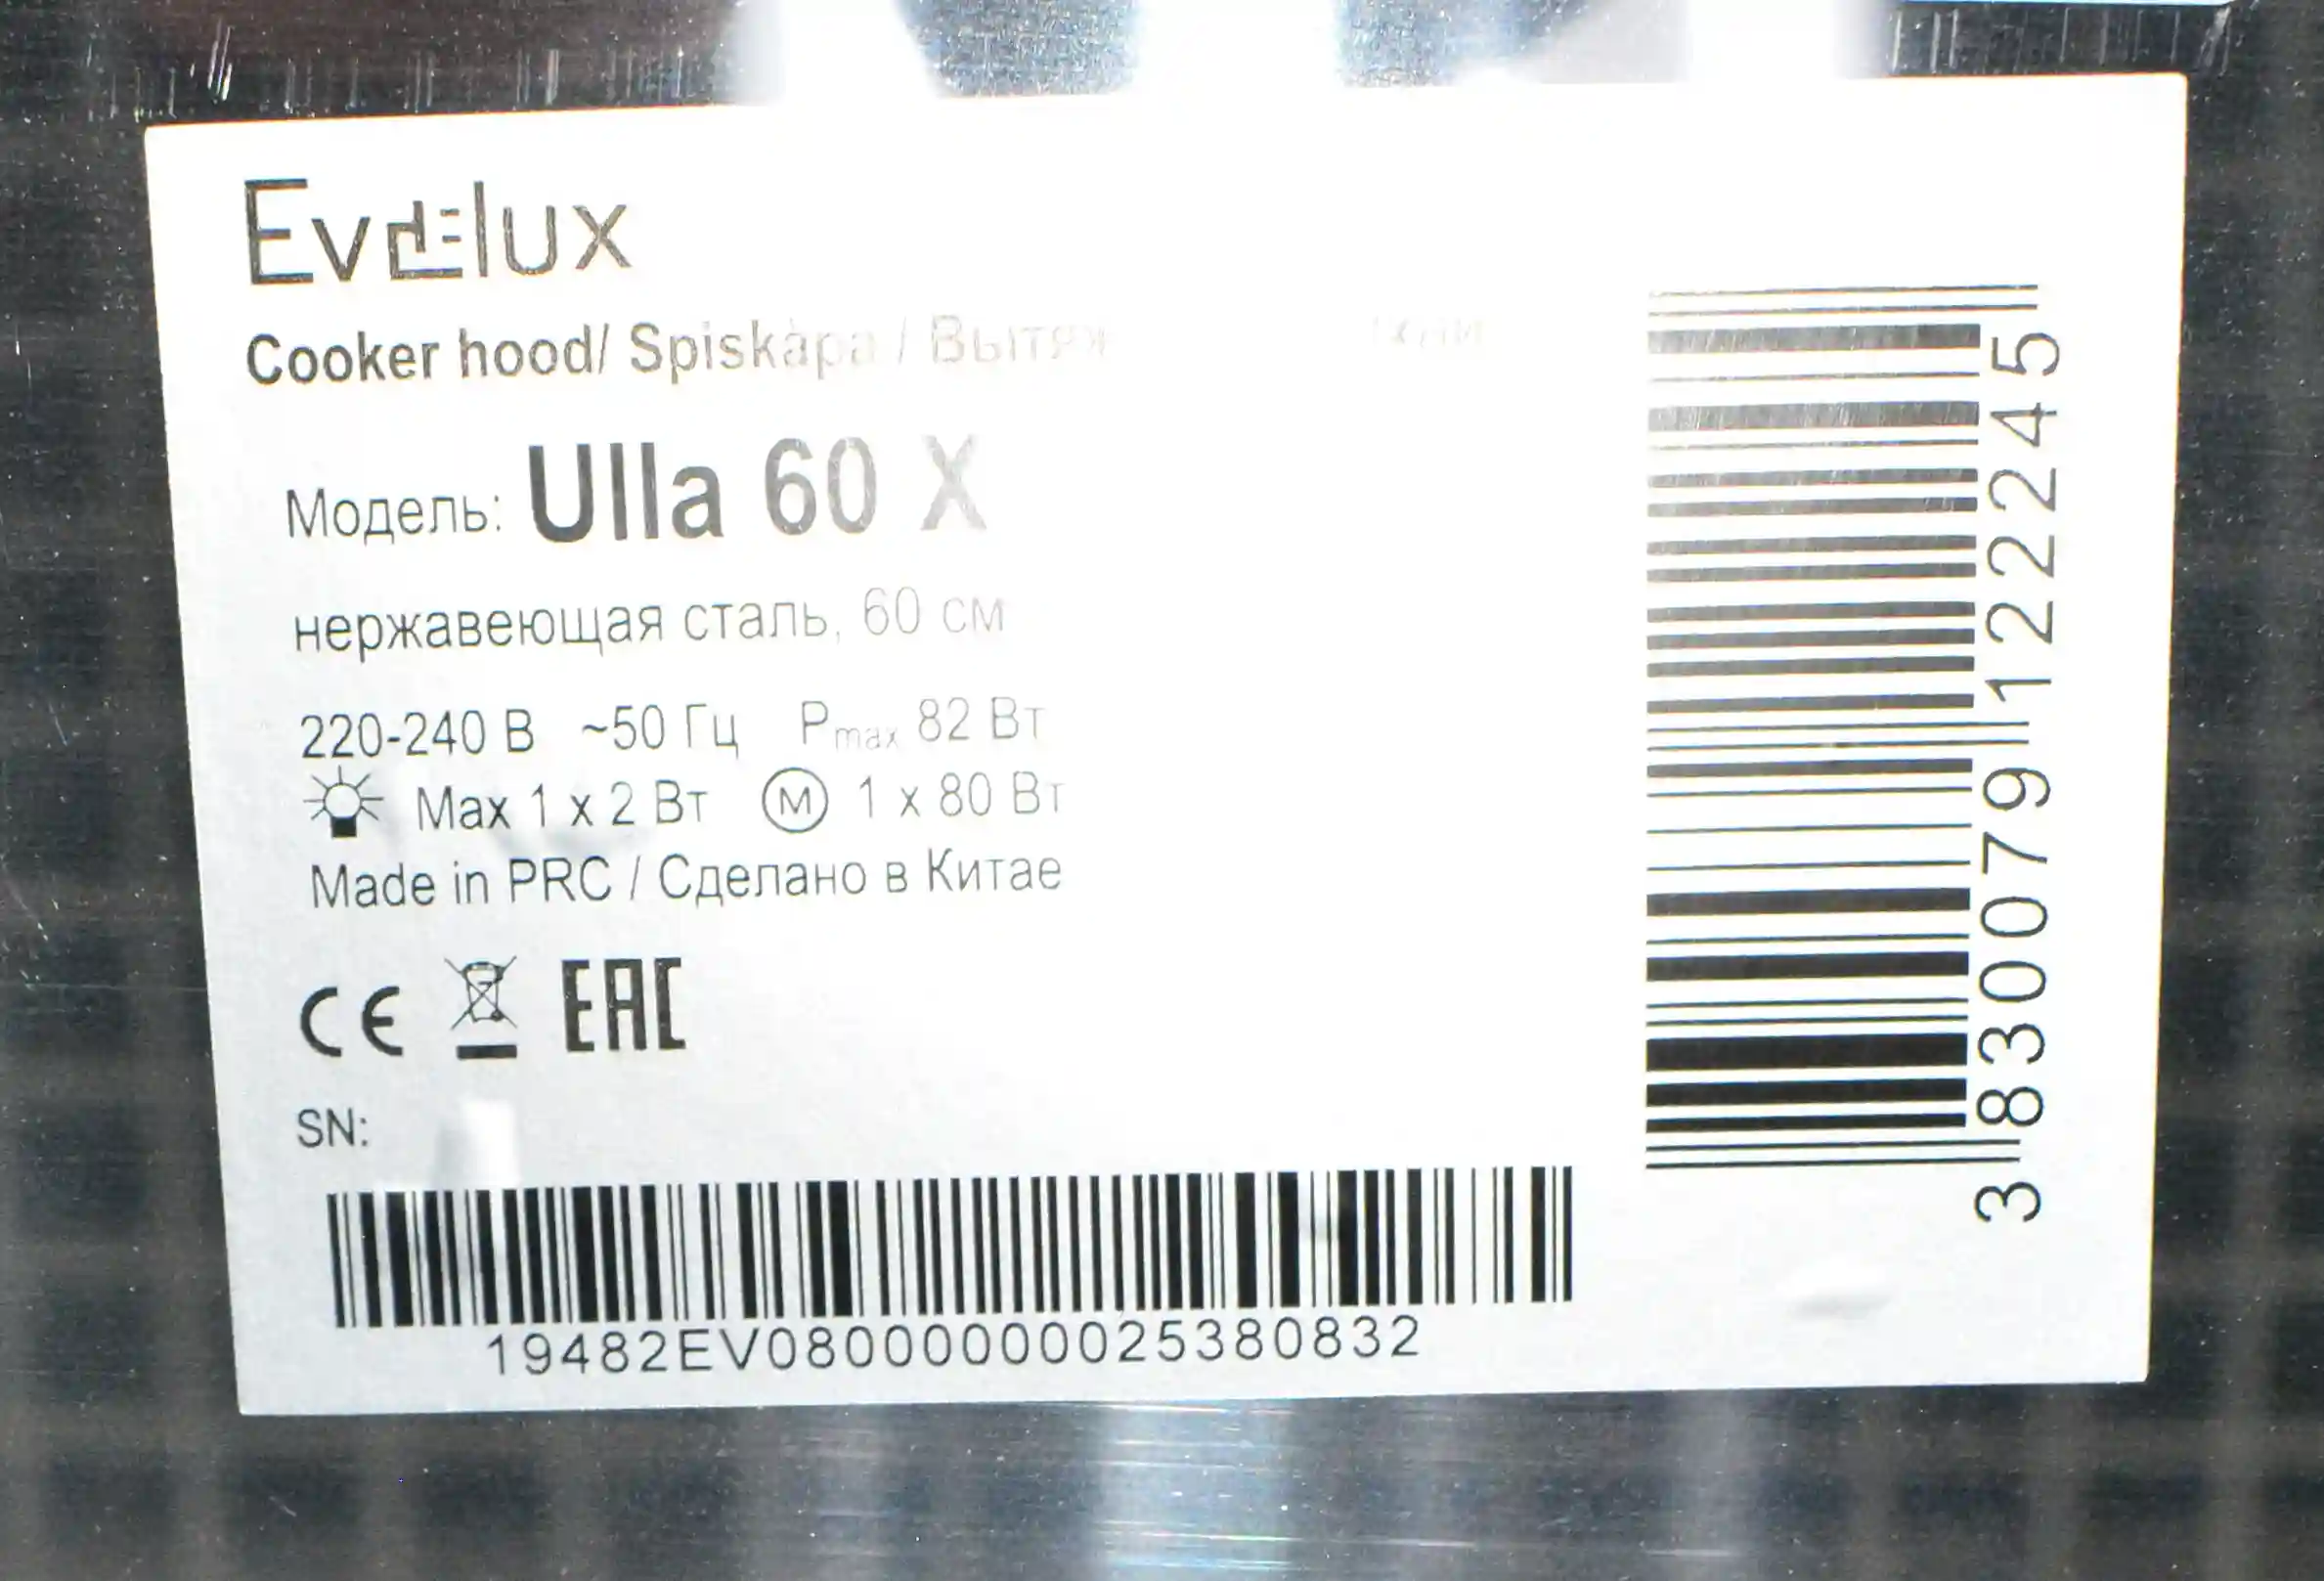 Evelux
Cooker hood/ Spiskåpa /
Модель: Ulla 60 X
нержавеющая сталь, 60 см
220-240 В ~50 Гц Pmax 82 Вт
Max 1 x 2 Вт M 1 x 80 Вт
Made in PRC / Сделано в Китае
CE EAC
SN:
19482EV08000000025380832
3830079122245